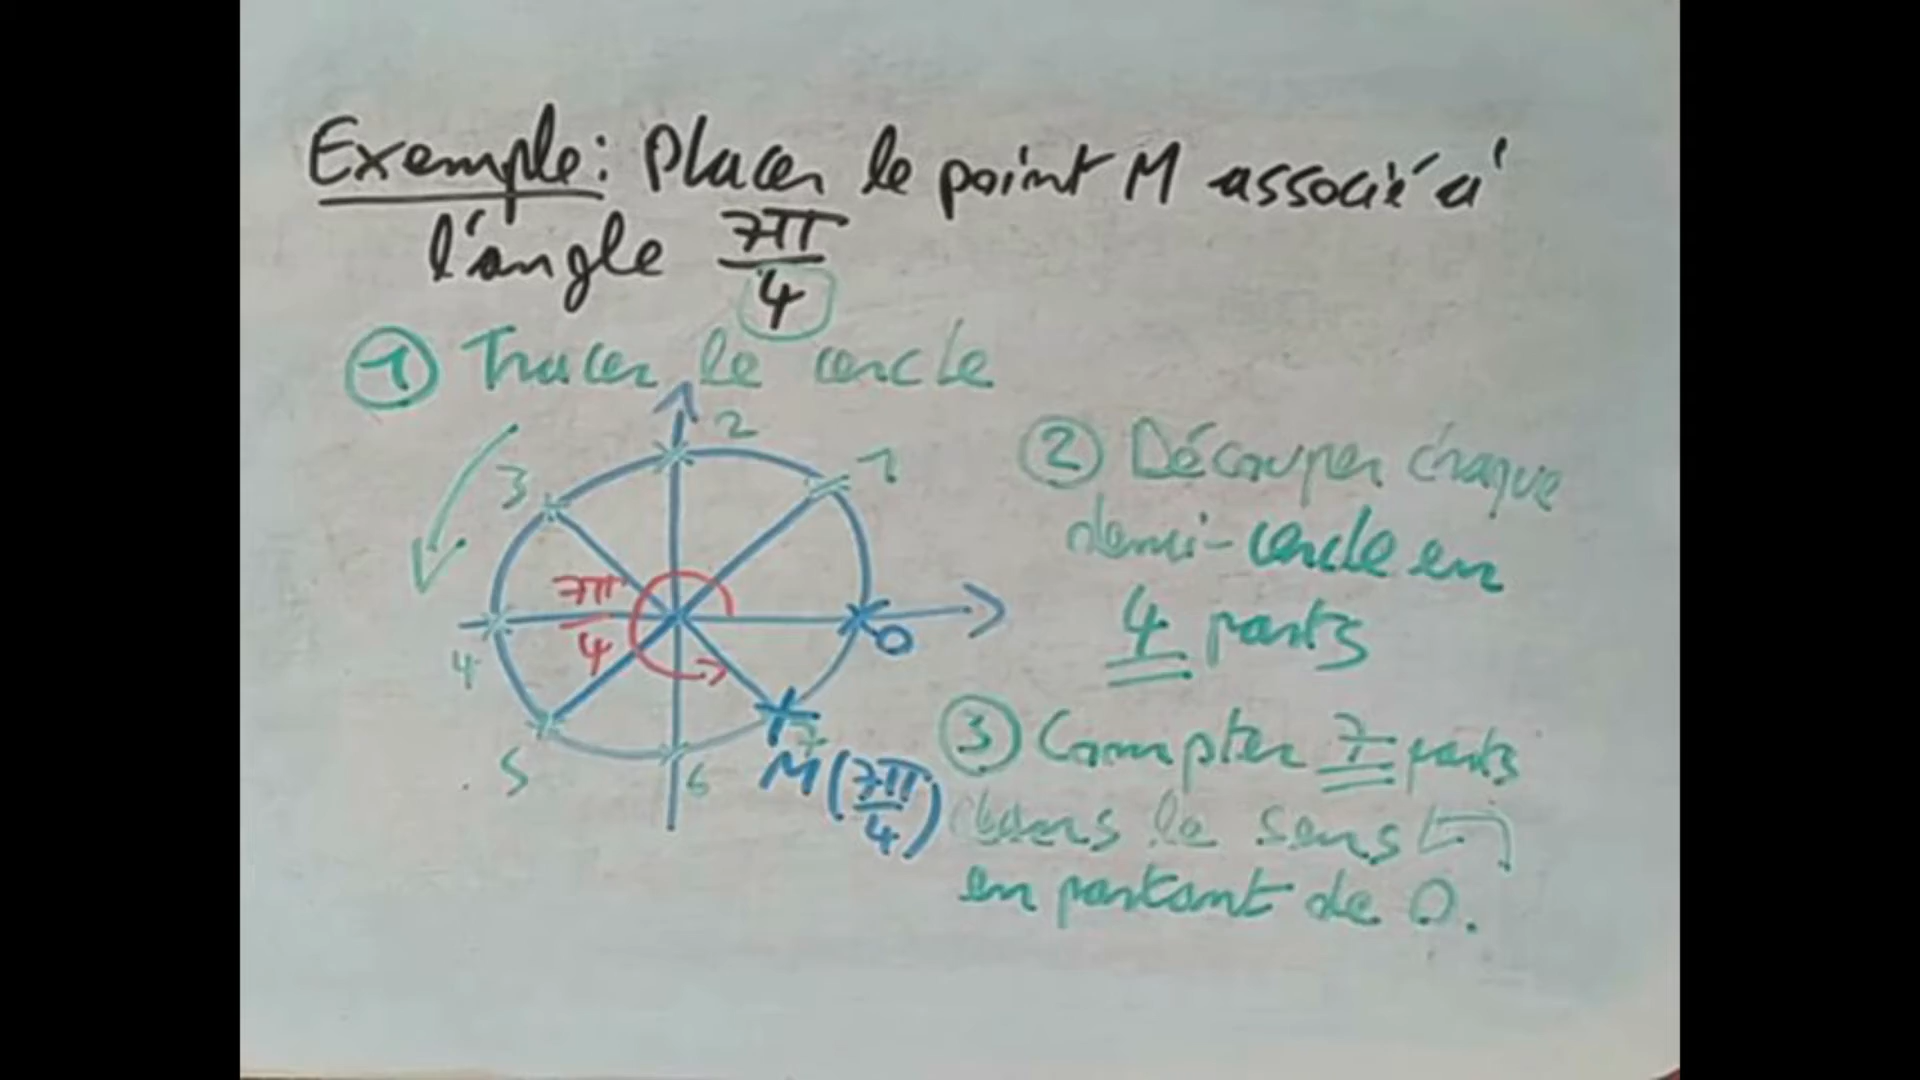 Exemple: Placer le point M associé à
l'angle 7π/4
① Tracer le cercle
2
1
3
② Découper chaque
demi-cercle en
4 parts
7π/4
0
4
③ Compter 7 parts
7
5
6
M(7π/4)
dans le sens
en partant de 0.